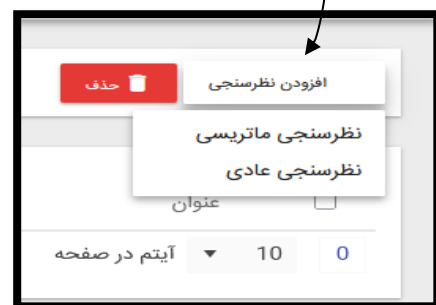 افزودن نظرسنجی
حذف
نظرسنجی ماتریسی
نظرسنجی عادی
عنوان
0 10 آیتم در صفحه